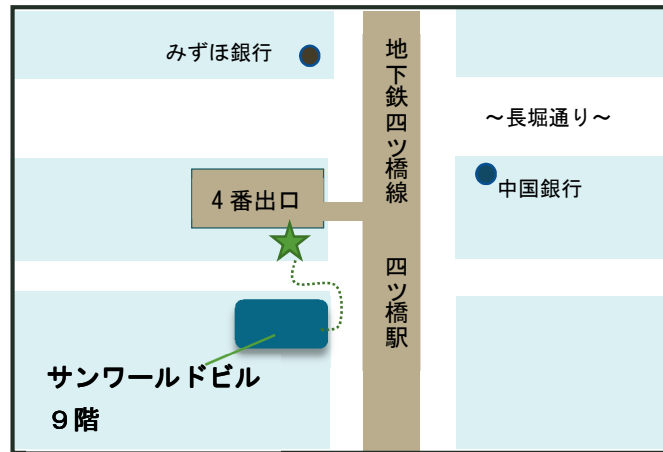 みずほ銀行
地下鉄四ツ橋線 四ツ橋駅
～長堀通り～
4番出口
中国銀行
サンワールドビル
９階